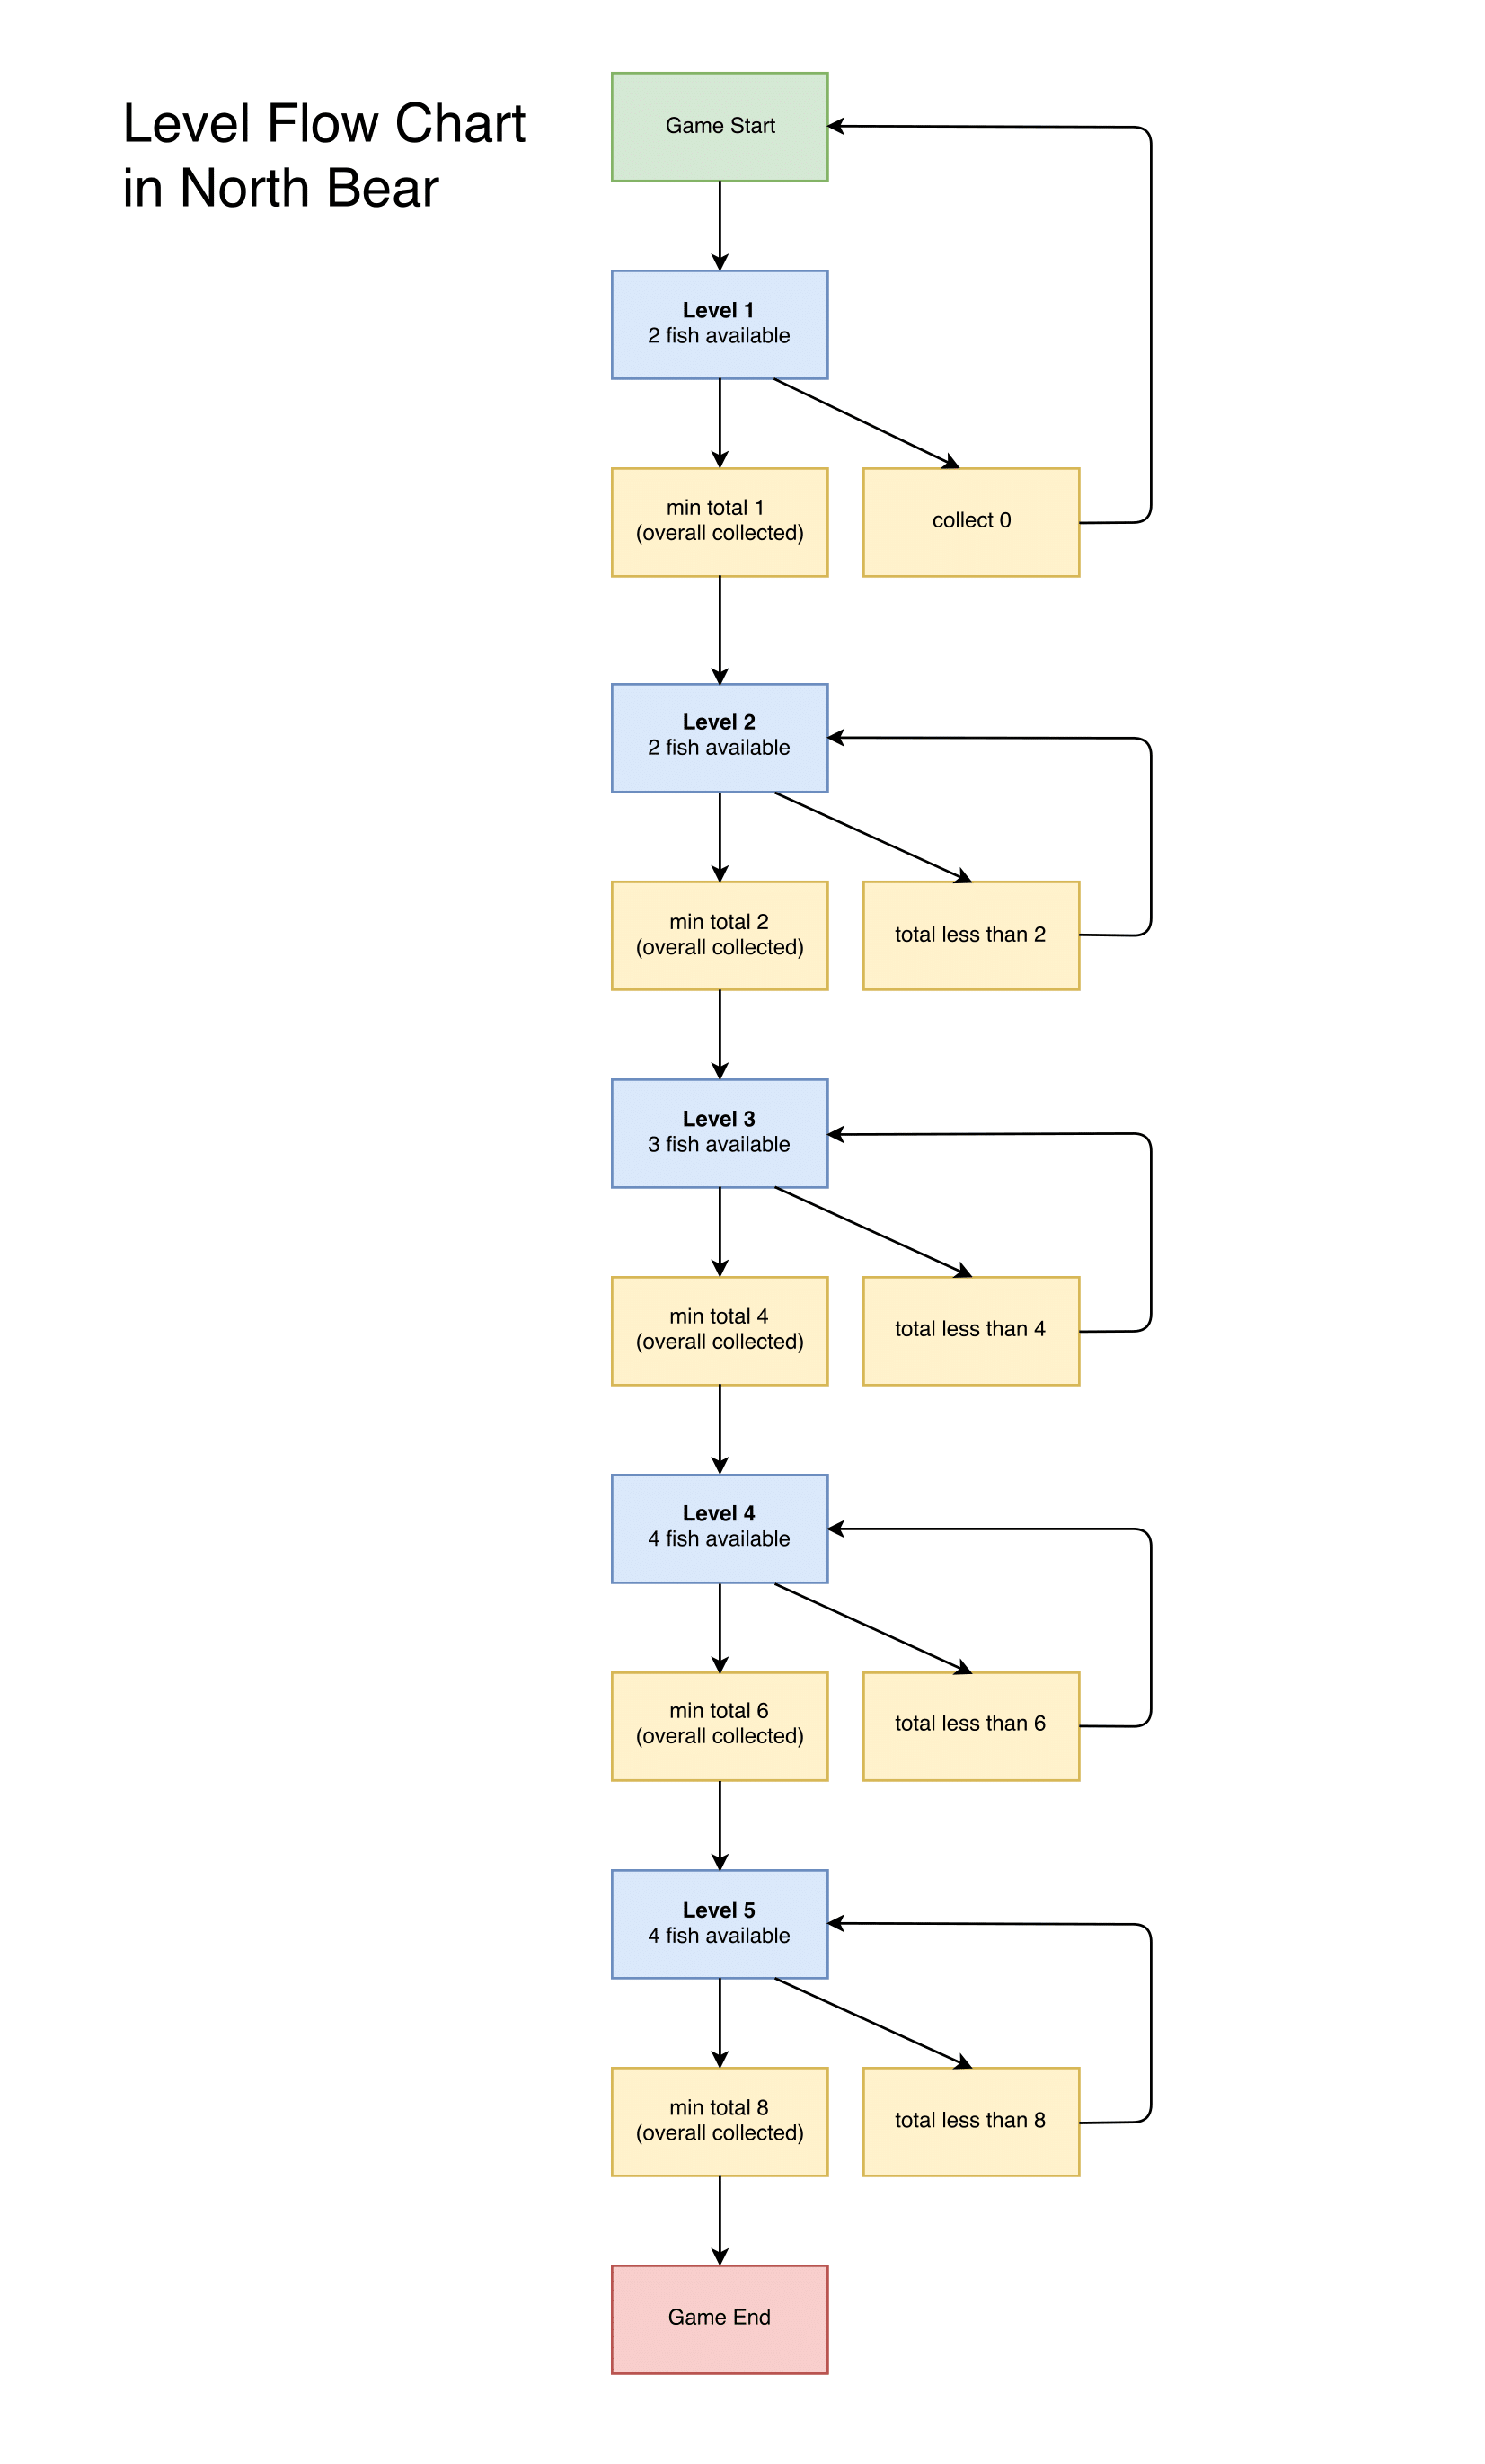 Level Flow Chart
in North Bear
Game Start
Level 1
2 fish available
min total 1
(overall collected)
collect 0
Level 2
2 fish available
min total 2
(overall collected)
total less than 2
Level 3
3 fish available
min total 4
(overall collected)
total less than 4
Level 4
4 fish available
min total 6
(overall collected)
total less than 6
Level 5
4 fish available
min total 8
(overall collected)
total less than 8
Game End